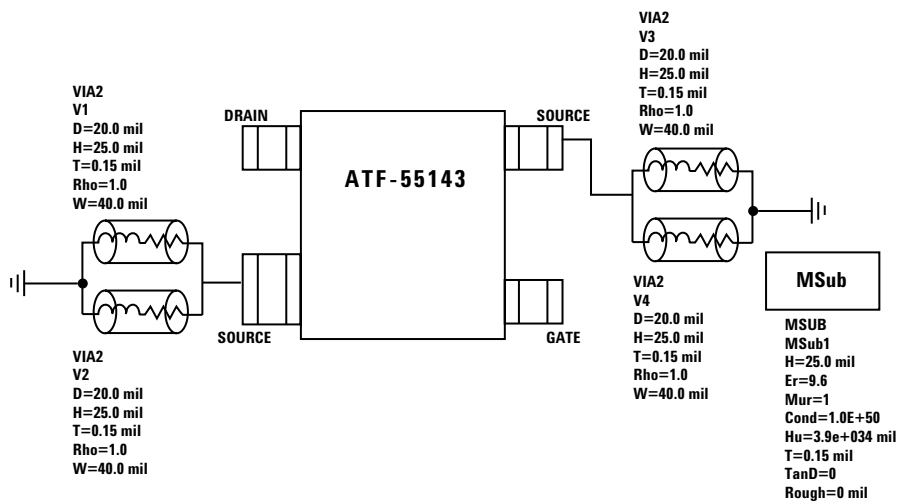 VIA2
V3
D=20.0 mil
H=25.0 mil
T=0.15 mil
Rho=1.0
W=40.0 mil
VIA2
V1
D=20.0 mil
H=25.0 mil
T=0.15 mil
Rho=1.0
W=40.0 mil
DRAIN
SOURCE
ATF-55143
SOURCE
GATE
VIA2
V2
D=20.0 mil
H=25.0 mil
T=0.15 mil
Rho=1.0
W=40.0 mil
VIA2
V4
D=20.0 mil
H=25.0 mil
T=0.15 mil
Rho=1.0
W=40.0 mil
MSub
MSUB
MSub1
H=25.0 mil
Er=9.6
Mur=1
Cond=1.0E+50
Hu=3.9e+034 mil
T=0.15 mil
TanD=0
Rough=0 mil